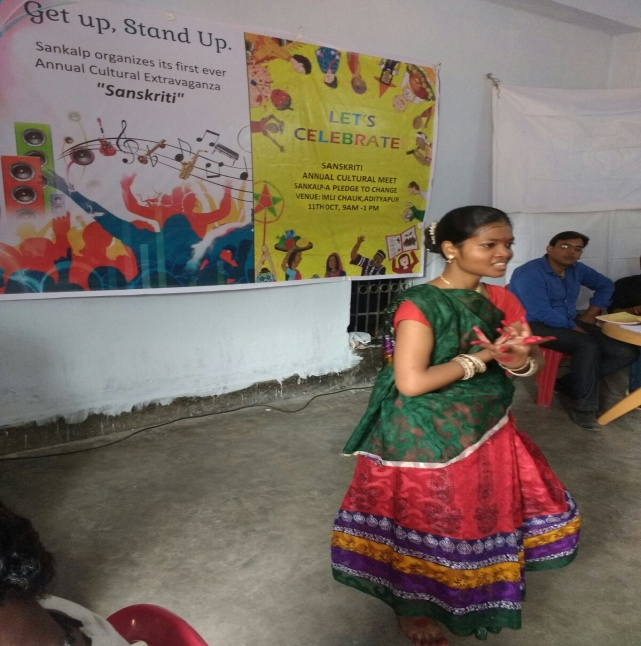 Get up, Stand Up.
Sankalp organizes its first ever
Annual Cultural Extravaganza
"Sanskriti"
LET'S
CELEBRATE
SANSKRITI
ANNUAL CULTURAL MEET
SANKALP-A PLEDGE TO CHANGE
VENUE: IMLI CHAUK,ADITYAPUR
11TH OCT, 9AM -1 PM